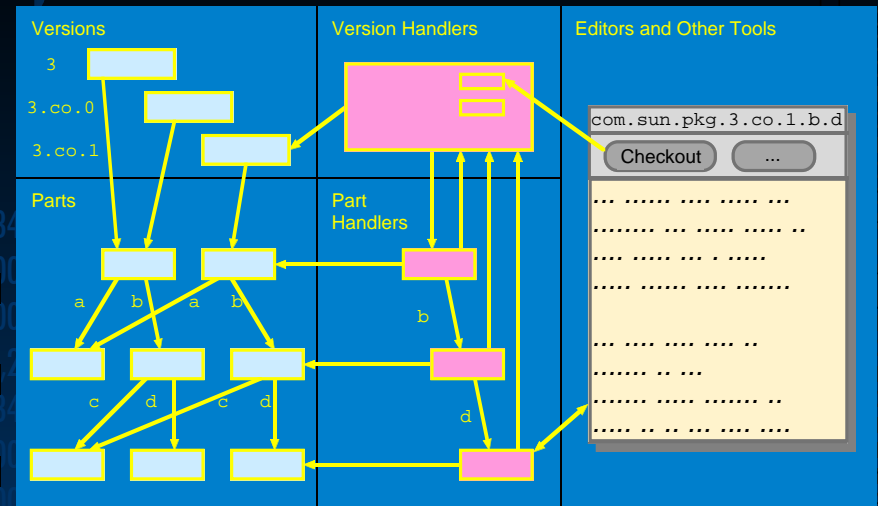 Versions
Version Handlers
Editors and Other Tools
3
3.co.0
3.co.1
com.sun.pkg.3.co.1.b.d
Checkout
...
Parts
Part
Handlers
... ...... .... ..... ...
........ ... ..... ..... ..
.... ..... ... . .....
..... ...... .... .......
a
b
a
b
b
... .... .... .... ..
....... .. ...
....... ..... ....... ..
..... .. .. ... .... ....
c
d
c
d
d